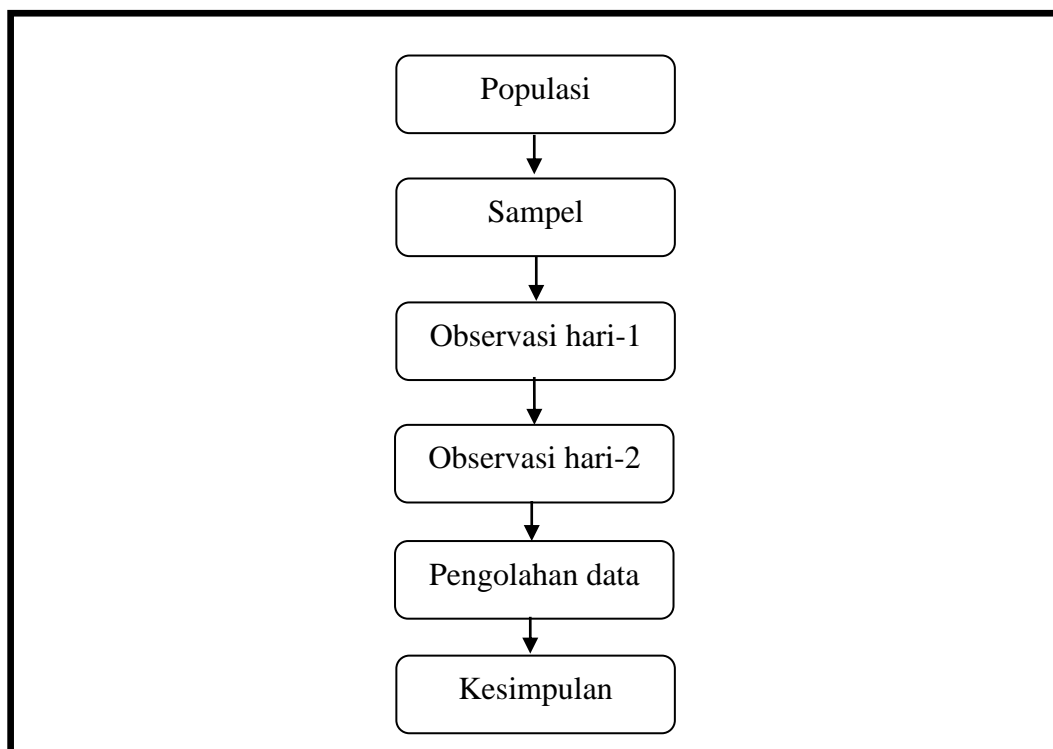 Populasi
Sampel
Observasi hari-1
Observasi hari-2
Pengolahan data
Kesimpulan